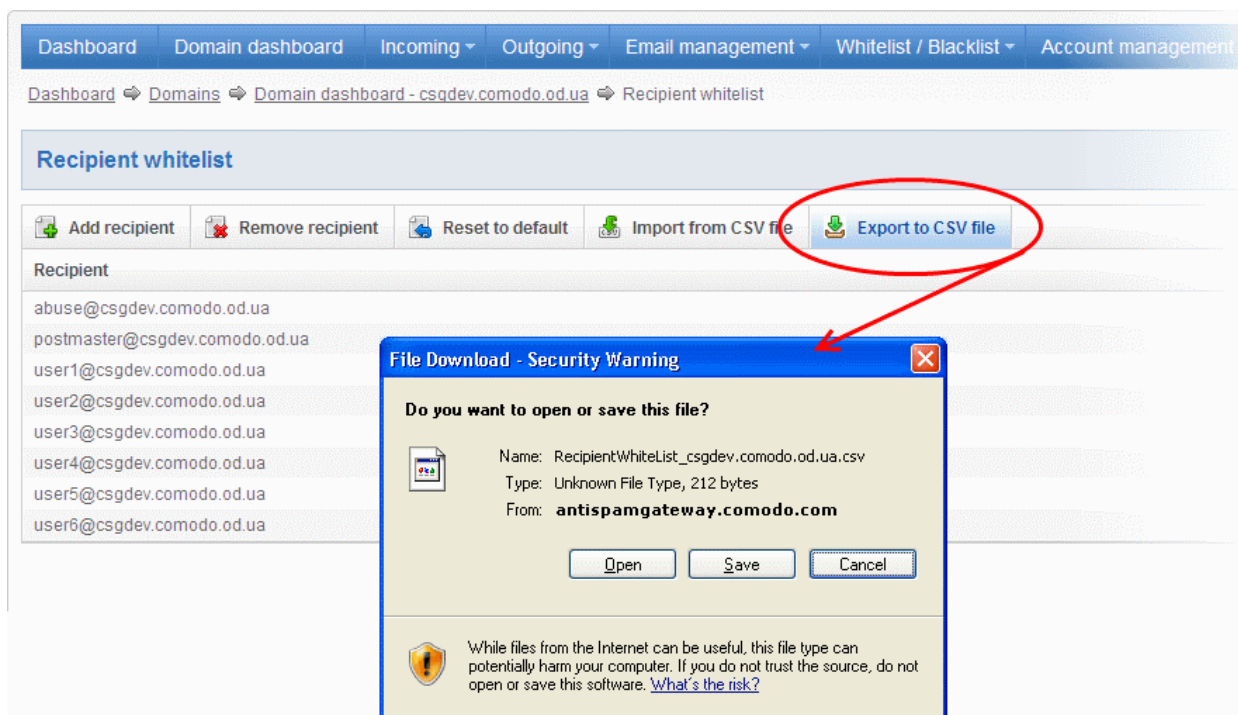 Dashboard Domain dashboard Incoming Outgoing Email management Whitelist / Blacklist Account management
Dashboard Domains Domain dashboard - csgdev.comodo.od.ua Recipient whitelist
Recipient whitelist
Add recipient Remove recipient Reset to default Import from CSV file Export to CSV file
Recipient
abuse@csgdev.comodo.od.ua
postmaster@csgdev.comodo.od.ua
user1@csgdev.comodo.od.ua
user2@csgdev.comodo.od.ua
user3@csgdev.comodo.od.ua
user4@csgdev.comodo.od.ua
user5@csgdev.comodo.od.ua
user6@csgdev.comodo.od.ua
File Download - Security Warning
Do you want to open or save this file?
Name: RecipientWhiteList_csgdev.comodo.od.ua.csv
Type: Unknown File Type, 212 bytes
From: antispamgateway.comodo.com
Open Save Cancel
While files from the Internet can be useful, this file type can
potentially harm your computer. If you do not trust the source, do not
open or save this software. What's the risk?